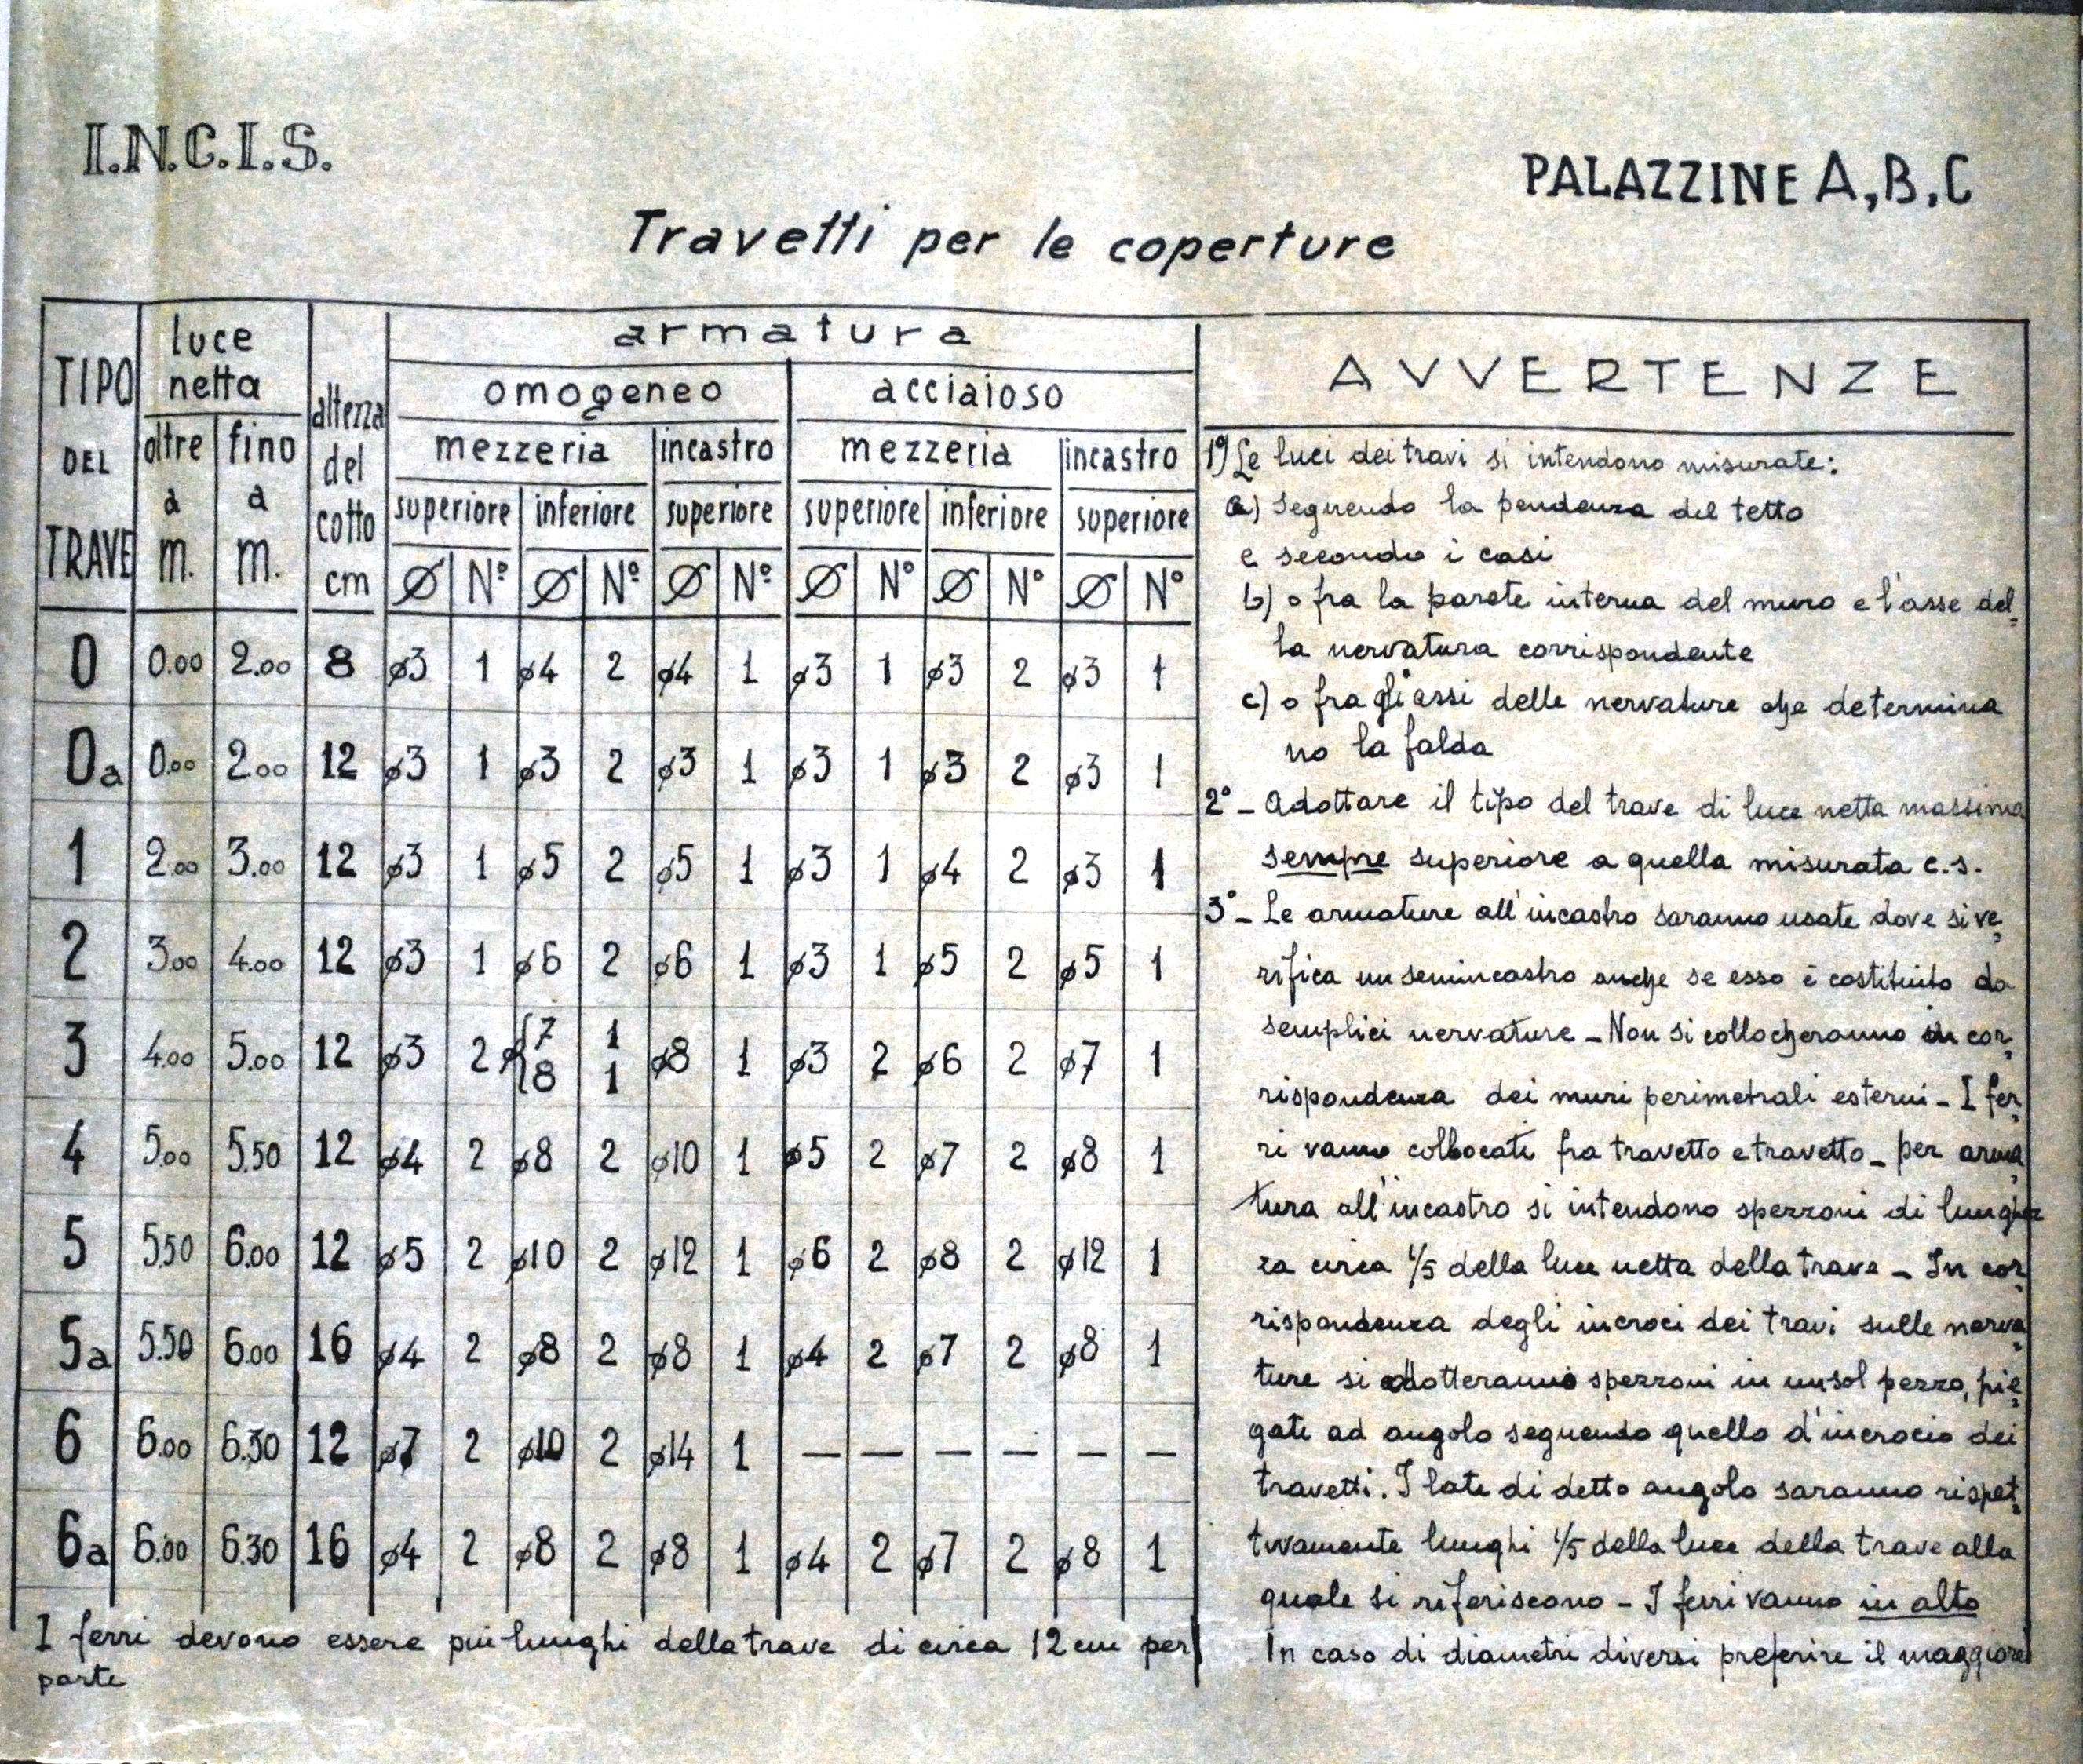 I.N.C.I.S.
PALAZZINE A,B,C
Travetti per le coperture
TIPO DEL TRAVE
luce netta
oltre a m.
fino a m.
altezza del cotto cm
armatura
omogeneo
acciaioso
mezzeria incastro mezzeria incastro
superiore inferiore superiore superiore inferiore superiore
Ø Nº Ø Nº Ø Nº Ø N° Ø N° Ø N°
0 0.00 2.00 8 ø3 1 ø4 2 ø4 1 ø3 1 ø3 2 ø3 1
0a 0.00 2.00 12 ø3 1 ø3 2 ø3 1 ø3 1 ø3 2 ø3 1
1 2.00 3.00 12 ø3 1 ø5 2 ø5 1 ø3 1 ø4 2 ø3 1
2 3.00 4.00 12 ø3 1 ø6 2 ø6 1 ø3 1 ø5 2 ø5 1
3 4.00 5.00 12 ø3 2 ø{7 1 8 1 ø8 1 ø3 2 ø6 2 ø7 1
4 5.00 5.50 12 ø4 2 ø8 2 ø10 1 ø5 2 ø7 2 ø8 1
5 5.50 6.00 12 ø5 2 ø10 2 ø12 1 ø6 2 ø8 2 ø12 1
5a 5.50 6.00 16 ø4 2 ø8 2 ø8 1 ø4 2 ø7 2 ø8 1
6 6.00 6.30 12 ø7 2 ø10 2 ø14 1 — — — — — —
6a 6.00 6.30 16 ø4 2 ø8 2 ø8 1 ø4 2 ø7 2 ø8 1
I ferri devono essere più lunghi della trave di circa 12 cm per
parte
AVVERTENZE
1º) Le luci dei travi si intendono misurate:
a) seguendo la pendenza del tetto
e secondo i casi
b) o fra la parete interna del muro e l'asse del
la nervatura corrispondente
c) o fra gli assi delle nervature che determina
no la falda
2° - Adottare il tipo del trave di luce netta massima
sempre superiore a quella misurata c.s.
3° - Le armature all'incastro saranno usate dove si ve
rifica un semincastro anche se esso è costituito da
semplici nervature - Non si collocheranno in cor
rispondenza dei muri perimetrali esterni - I fer
ri vanno collocati fra travetto e travetto - per arma
tura all'incastro si intendono spezzoni di lunghez
za circa 1/5 della luce netta della trave - In cor
rispondenza degli incroci dei travi sulle nerva
ture si adotteranno spezzoni in un sol pezzo, pie
gati ad angolo seguendo quello d'incrocio dei
travetti. I lati di detto angolo saranno rispet
tivamente lunghi 1/5 della luce della trave alla
quale si riferiscono - I ferri vanno in alto
In caso di diametri diversi preferire il maggiore